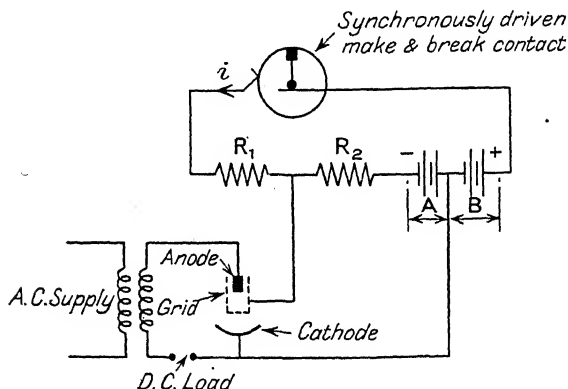 Synchronously driven
make & break contact
i
R₁
R₂
- +
A B
Anode
A.C. Supply
Grid
Cathode
D.C. Load